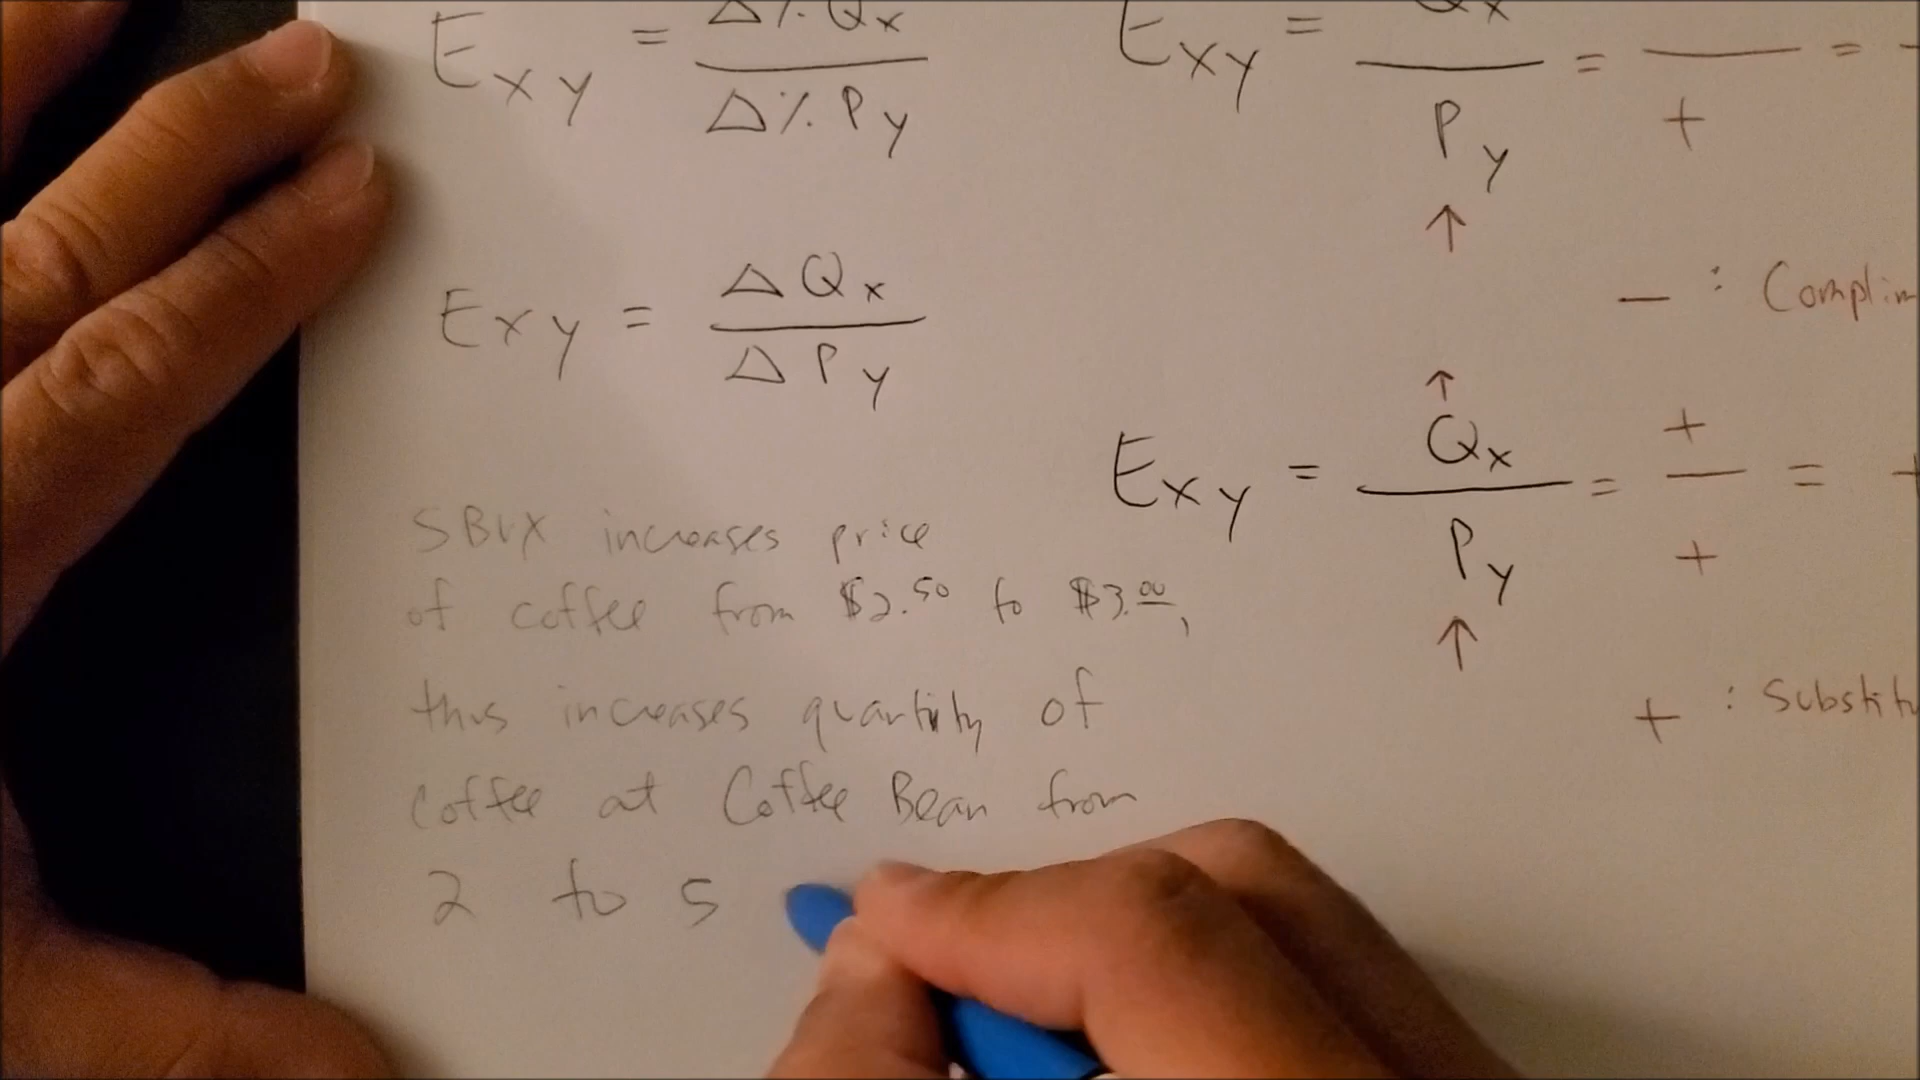 Exy = Δ% Qx / Δ% Py
Exy = Qx / Py = / + =
↑
Exy = ΔQx / ΔPy
- : Complim
↑
Exy = Qx / Py = + / + = +
↑
+ : Substitu
SBUX increases price
of coffee from $2.50 to $3.00,
thus increases quantity of
coffee at Coffee Bean from
2 to 5